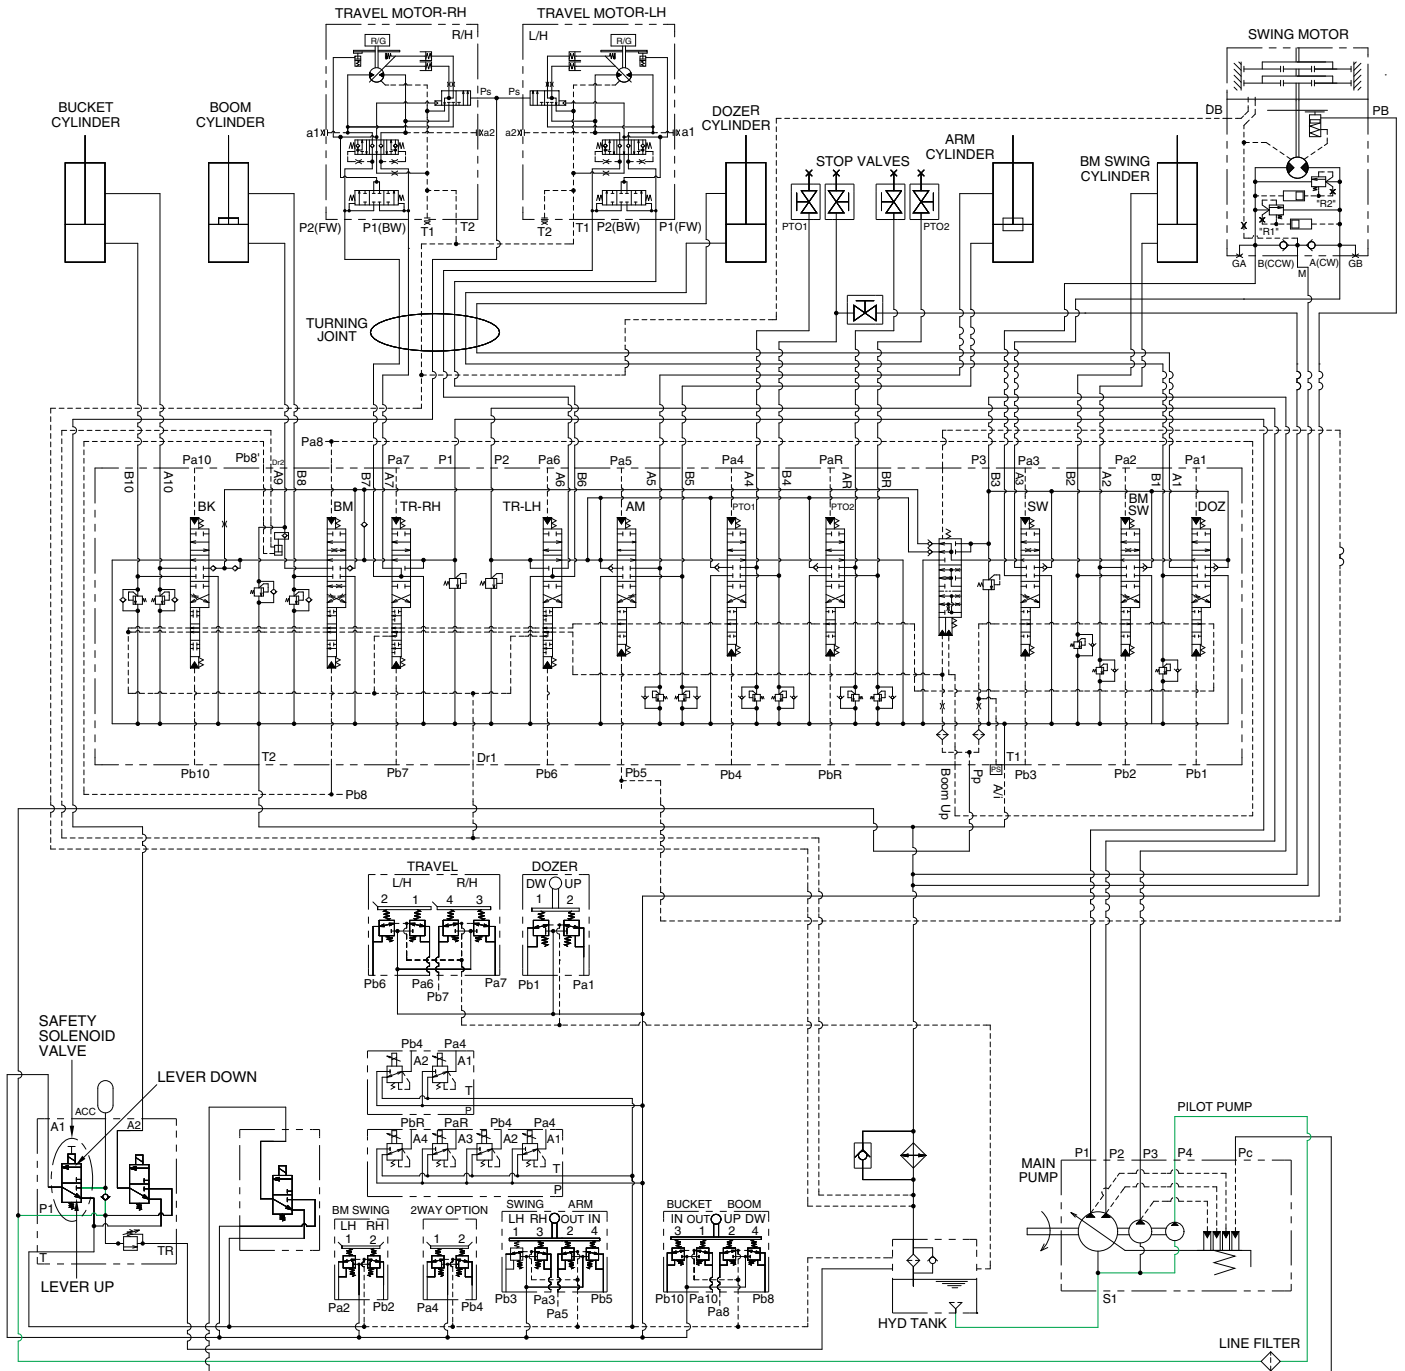 TRAVEL MOTOR-RH
TRAVEL MOTOR-LH
SWING MOTOR
R/H
L/H
R/G
R/G
BUCKET
CYLINDER
BOOM
CYLINDER
DOZER
CYLINDER
ARM
CYLINDER
BM SWING
CYLINDER
STOP VALVES
Ps
Ps
a1
a2
a2
a1
DB
PB
PTO1
PTO2
"R2"
"R1"
P2(FW)
P1(BW)
T1
T2
T2
T1
P2(BW)
P1(FW)
GA
B(CCW)
M
A(CW)
GB
TURNING
JOINT
Pa8
Pa10
Pb8'
Dr2
Pa7
P1
P2
Pa6
Pa5
Pa4
PaR
P3
Pa3
Pa2
Pa1
B10
A10
A9
B8
B7
A7
A6
B6
A5
B5
A4
B4
AR
BR
B3
A3
B2
A2
B1
A1
BK
BM
TR-RH
TR-LH
AM
PTO1
PTO2
SW
BM
SW
DOZ
T2
Dr1
T1
Pb10
Pb7
Pb6
Pb5
Pb4
PbR
Boom Up
Pp
PS
A/i
Pb3
Pb2
Pb1
Pb8
TRAVEL
DOZER
L/H
R/H
DW
UP
2
1
4
3
1
2
Pb6
Pa6
Pb7
Pa7
Pb1
Pa1
SAFETY
SOLENOID
VALVE
LEVER DOWN
ACC
A1
A2
P1
T
TR
LEVER UP
Pb4
Pa4
A2
A1
T
P
PbR
PaR
Pb4
Pa4
A4
A3
A2
A1
T
P
BM SWING
LH RH
1 2
Pa2
Pb2
2WAY OPTION
1 2
Pa4
Pb4
SWING
ARM
LH RH
OUT IN
1 3 2 4
Pb3
Pa3
Pa5
Pb5
BUCKET
BOOM
IN OUT
UP DW
3 1 2 4
Pb10
Pa10
Pa8
Pb8
PILOT PUMP
MAIN
PUMP
P1
P2
P3
P4
Pc
S1
HYD TANK
LINE FILTER